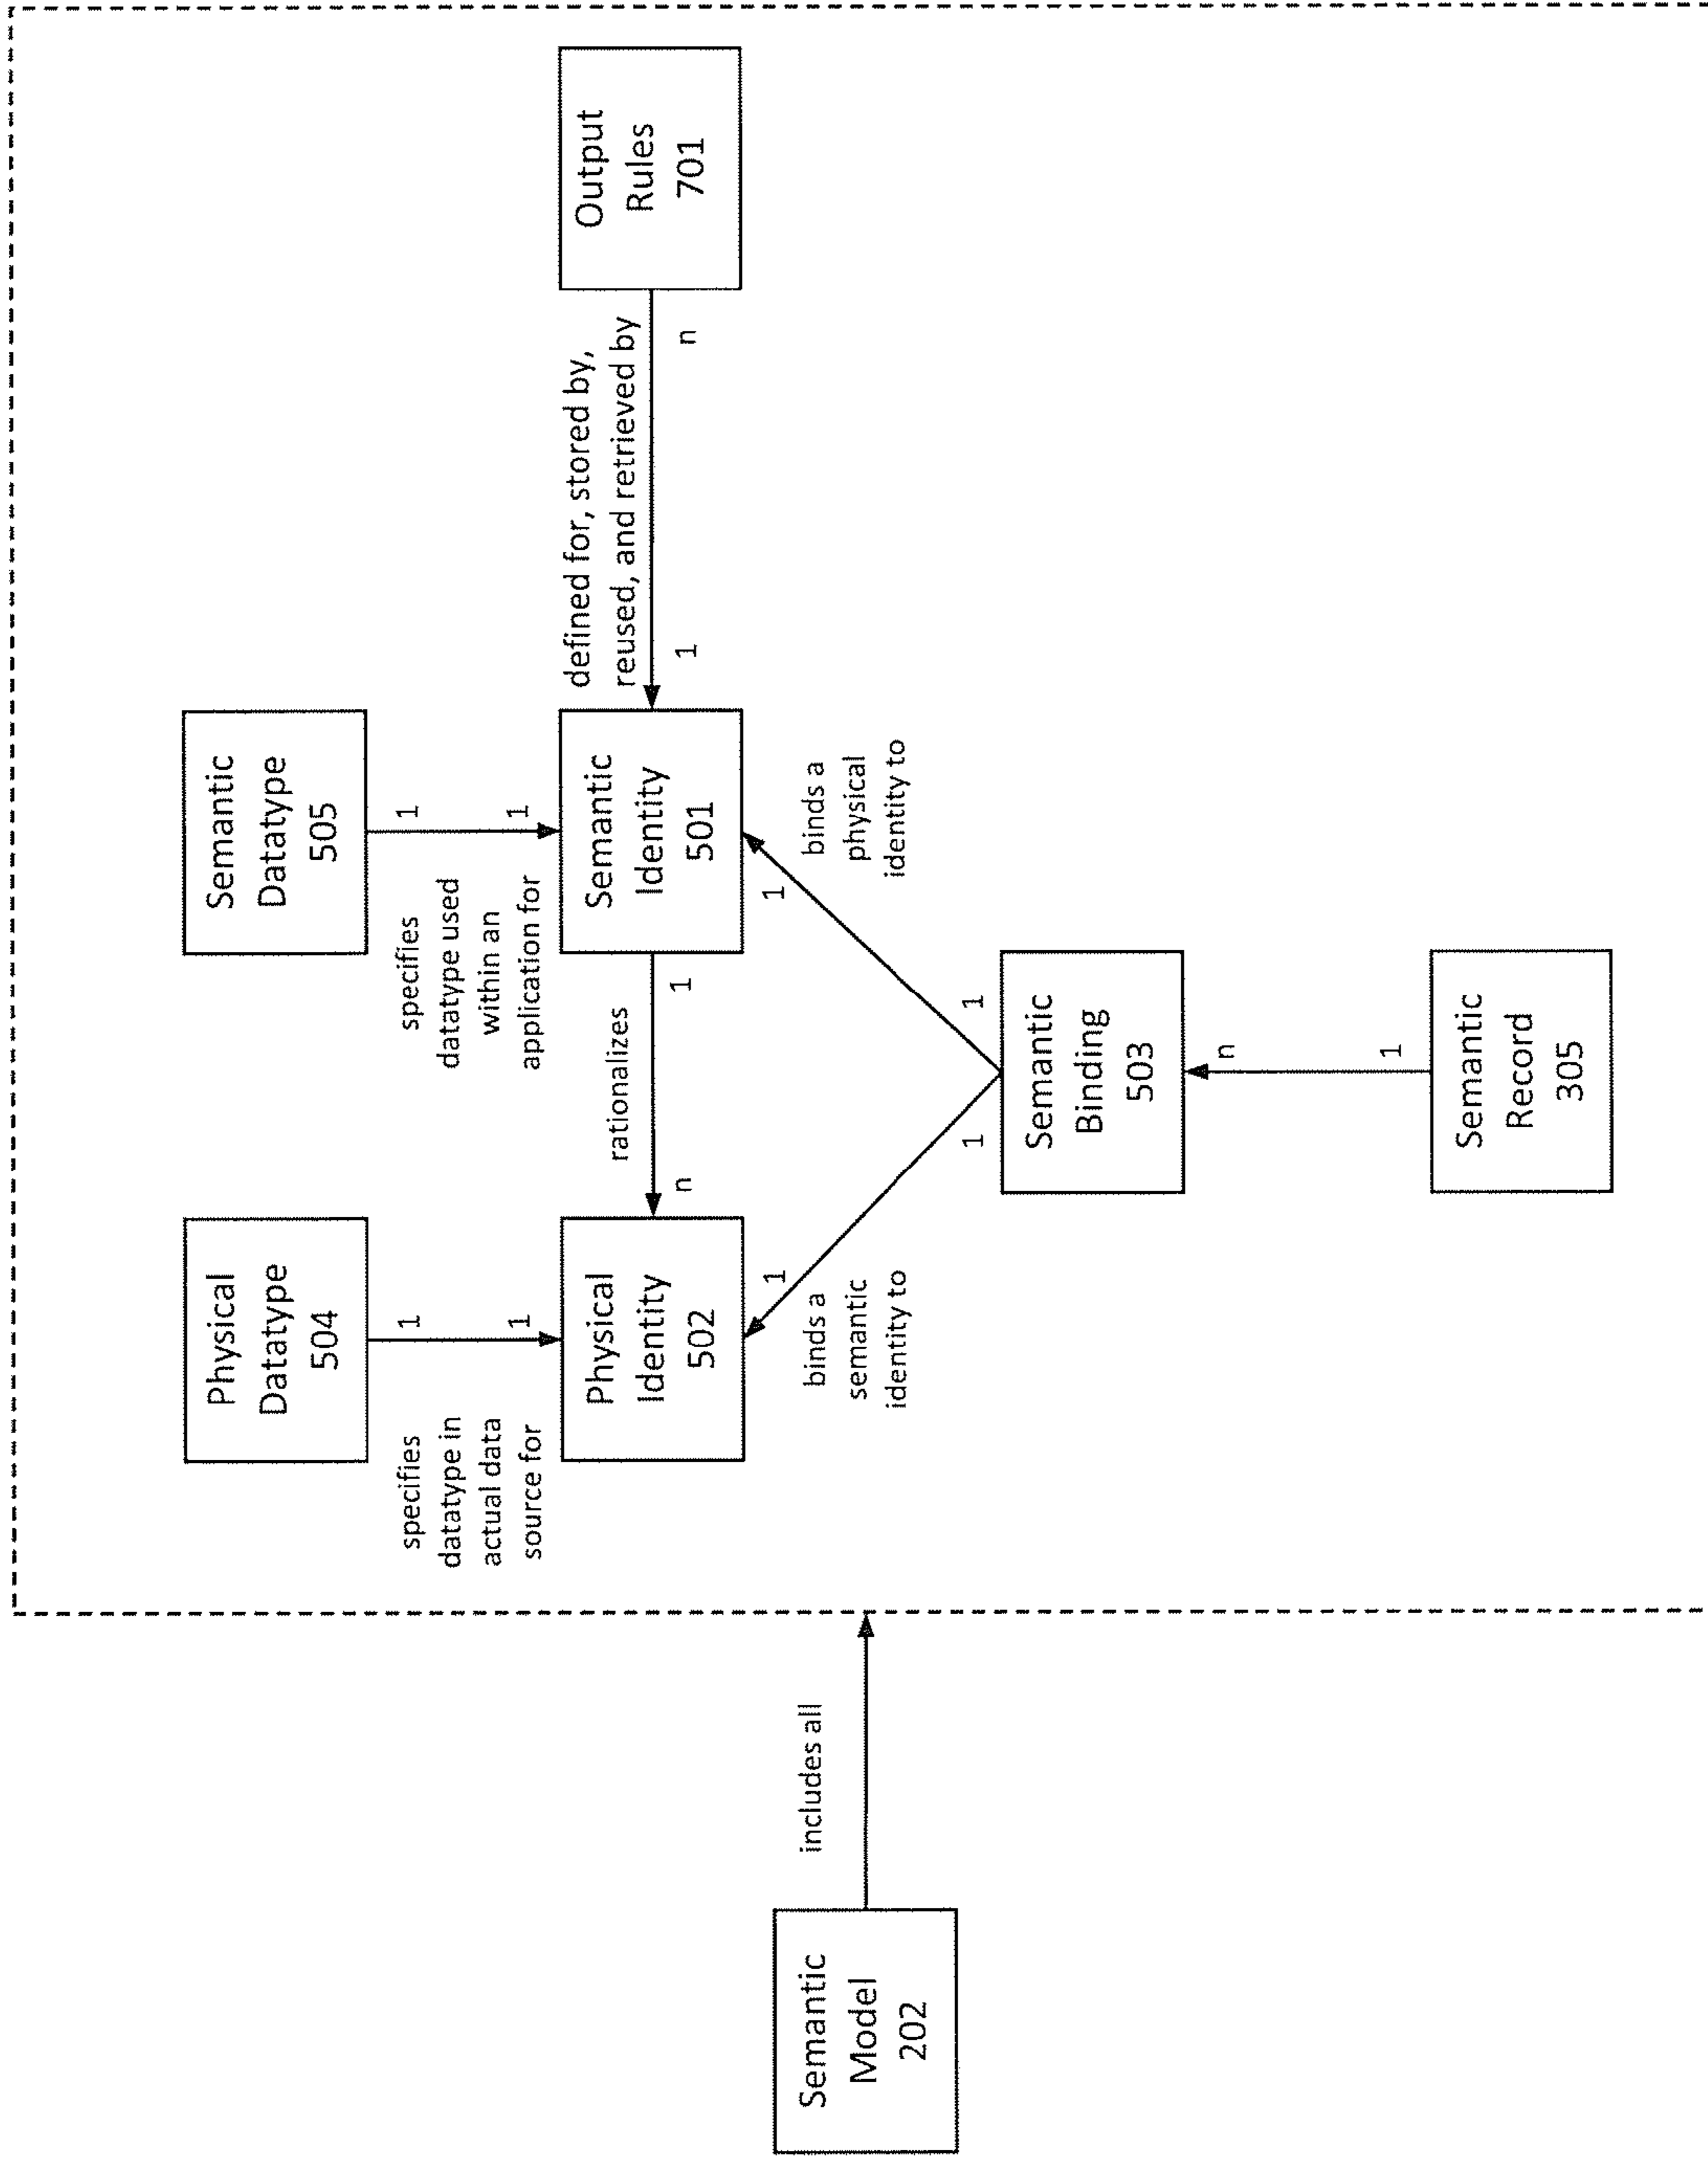 Semantic
Model
202
includes all
Physical
Datatype
504
1
1
specifies
datatype in
actual data
source for
Physical
Identity
502
n
rationalizes
1
Semantic
Datatype
505
1
1
specifies
datatype used
within an
application for
Semantic
Identity
501
1
defined for, stored by,
reused, and retrieved by
n
Output
Rules
701
1
binds a
semantic
identity to
1
1
binds a
physical
identity to
1
Semantic
Binding
503
n
1
Semantic
Record
305